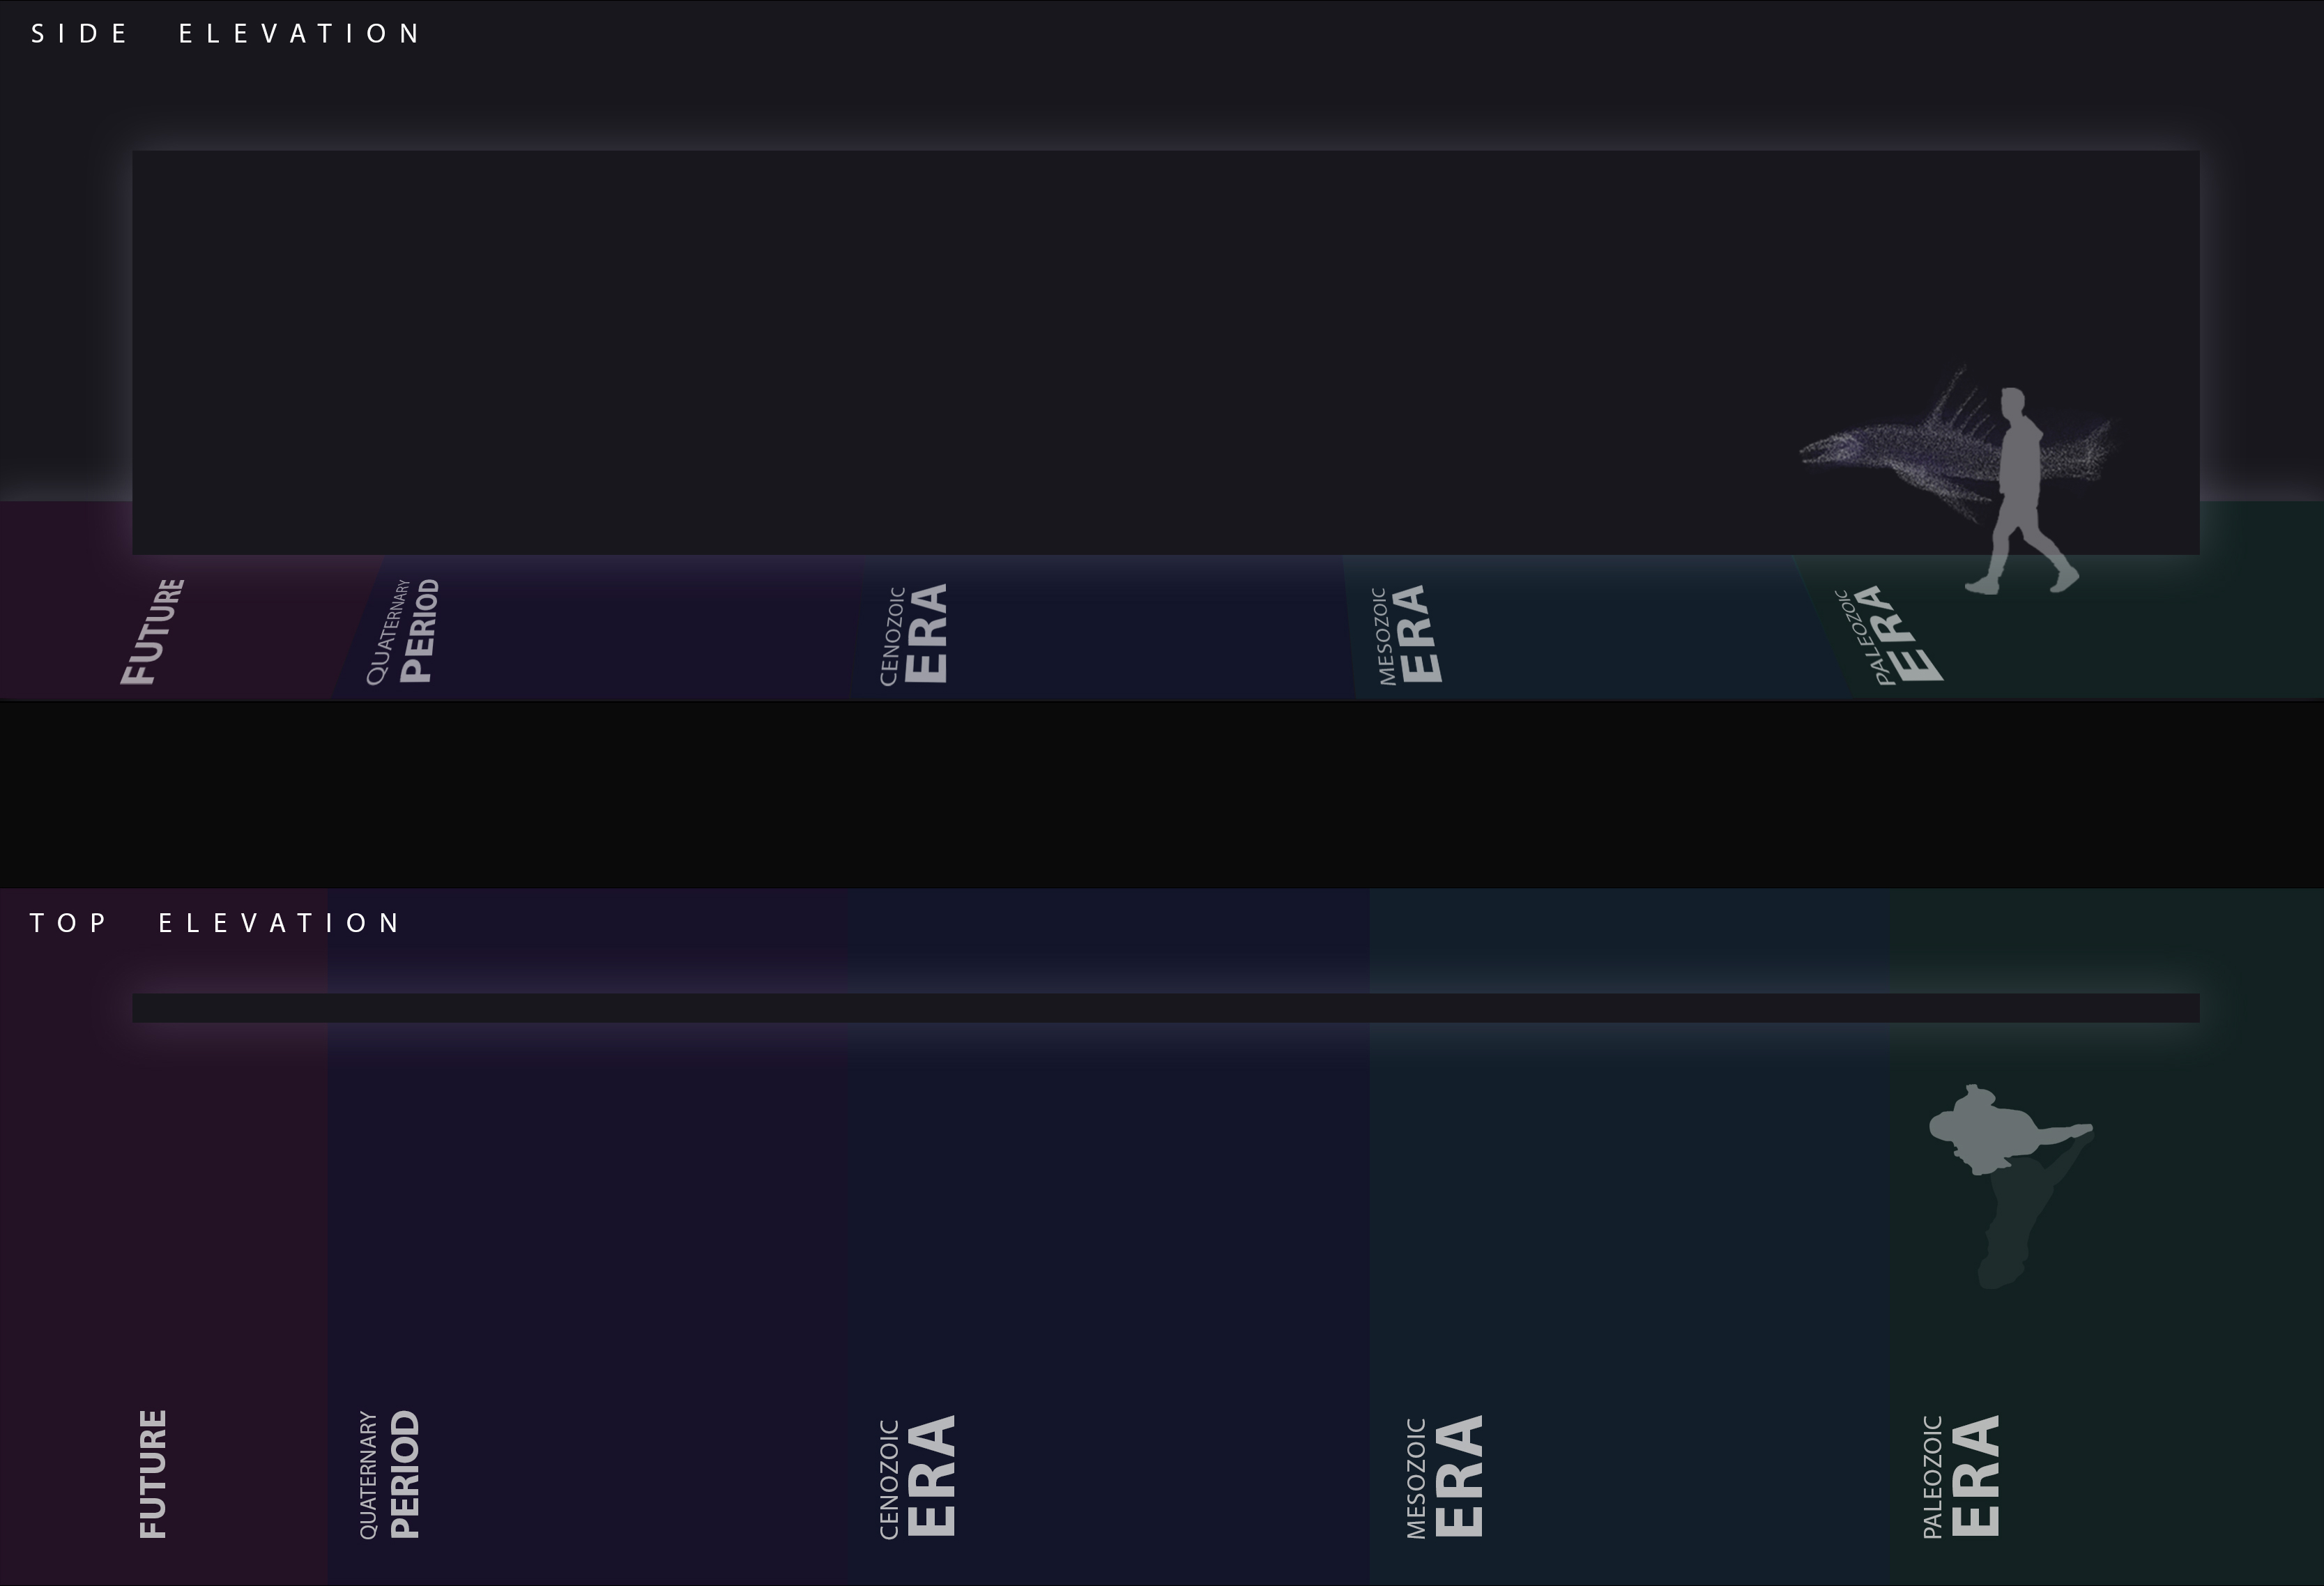 SIDE ELEVATION
FUTURE
QUATERNARY
PERIOD
CENOZOIC
ERA
MESOZOIC
ERA
PALEOZOIC
ERA
TOP ELEVATION
FUTURE
QUATERNARY
PERIOD
CENOZOIC
ERA
MESOZOIC
ERA
PALEOZOIC
ERA